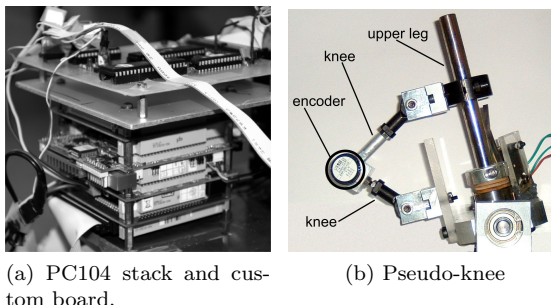 upper leg
knee
encoder
knee
(a) PC104 stack and cus-
tom board.
(b) Pseudo-knee